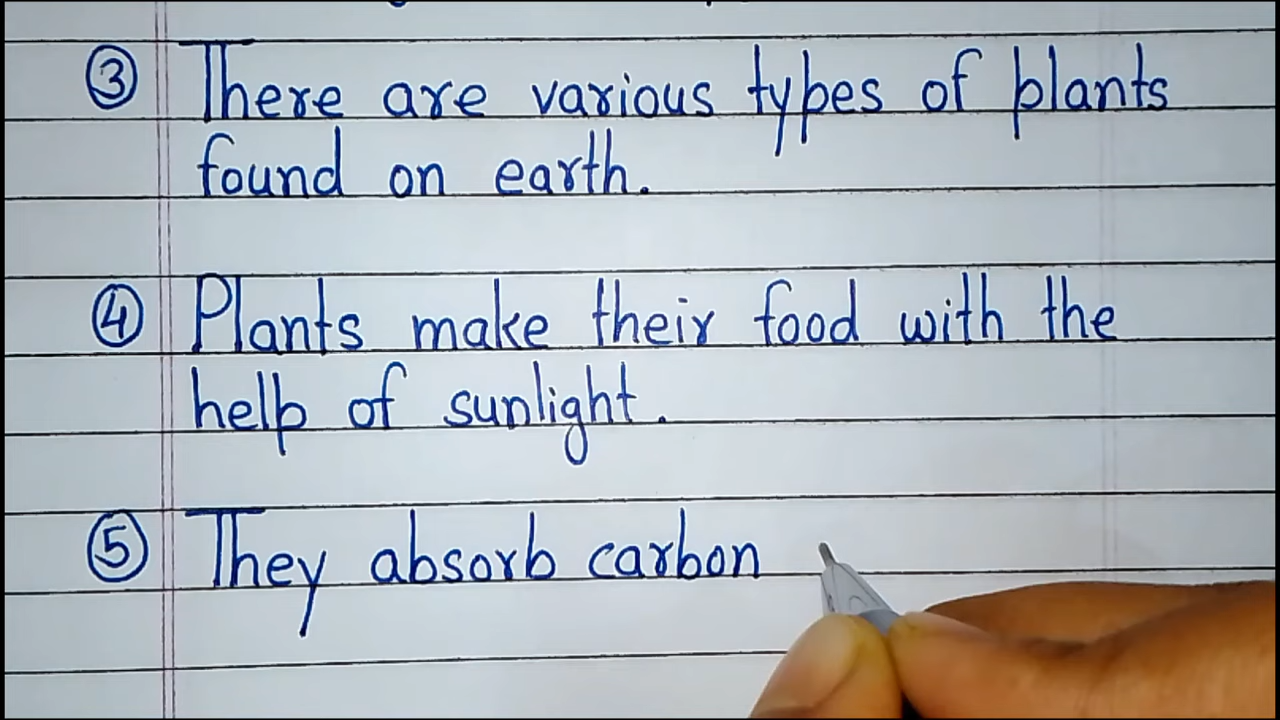 ③ There are various types of plants
found on earth.
④ Plants make their food with the
help of sunlight.
⑤ They absorb carbon